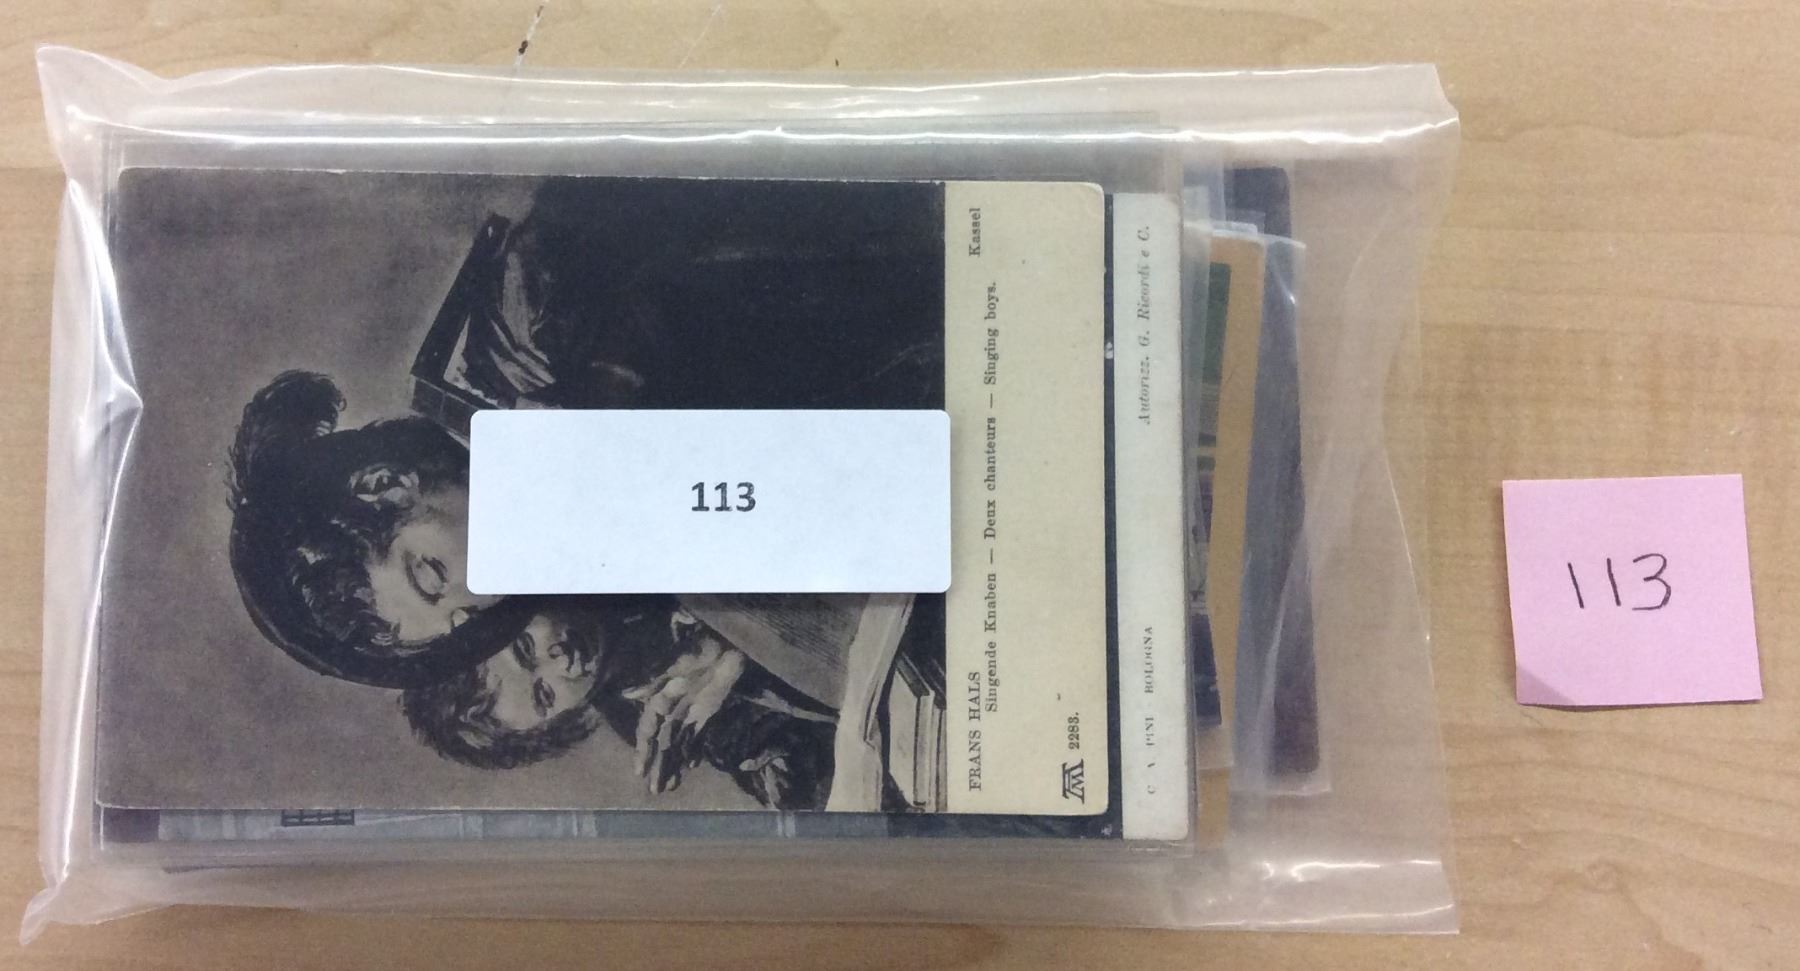 113
FRANS HALS
Kassel
Singende Knaben — Deux chanteurs — Singing boys.
2283.
Autorizz. G. Ricordi e C.
BOLOGNA
113